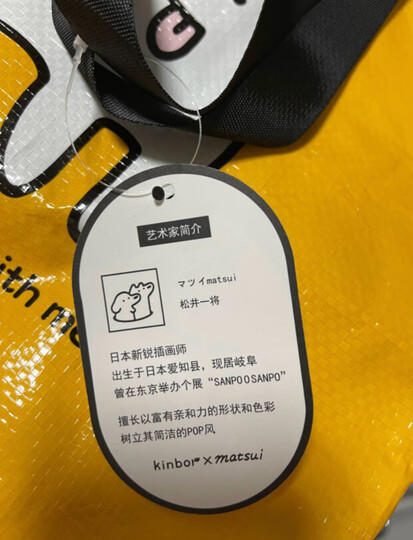 艺术家简介
マツイmatsui
松井一将
日本新锐插画师
出生于日本爱知县，现居岐阜
曾在东京举办个展“SANPOOSANPO”
擅长以富有亲和力的形状和色彩
树立其简洁的POP风
kinbor × matsui
ith me